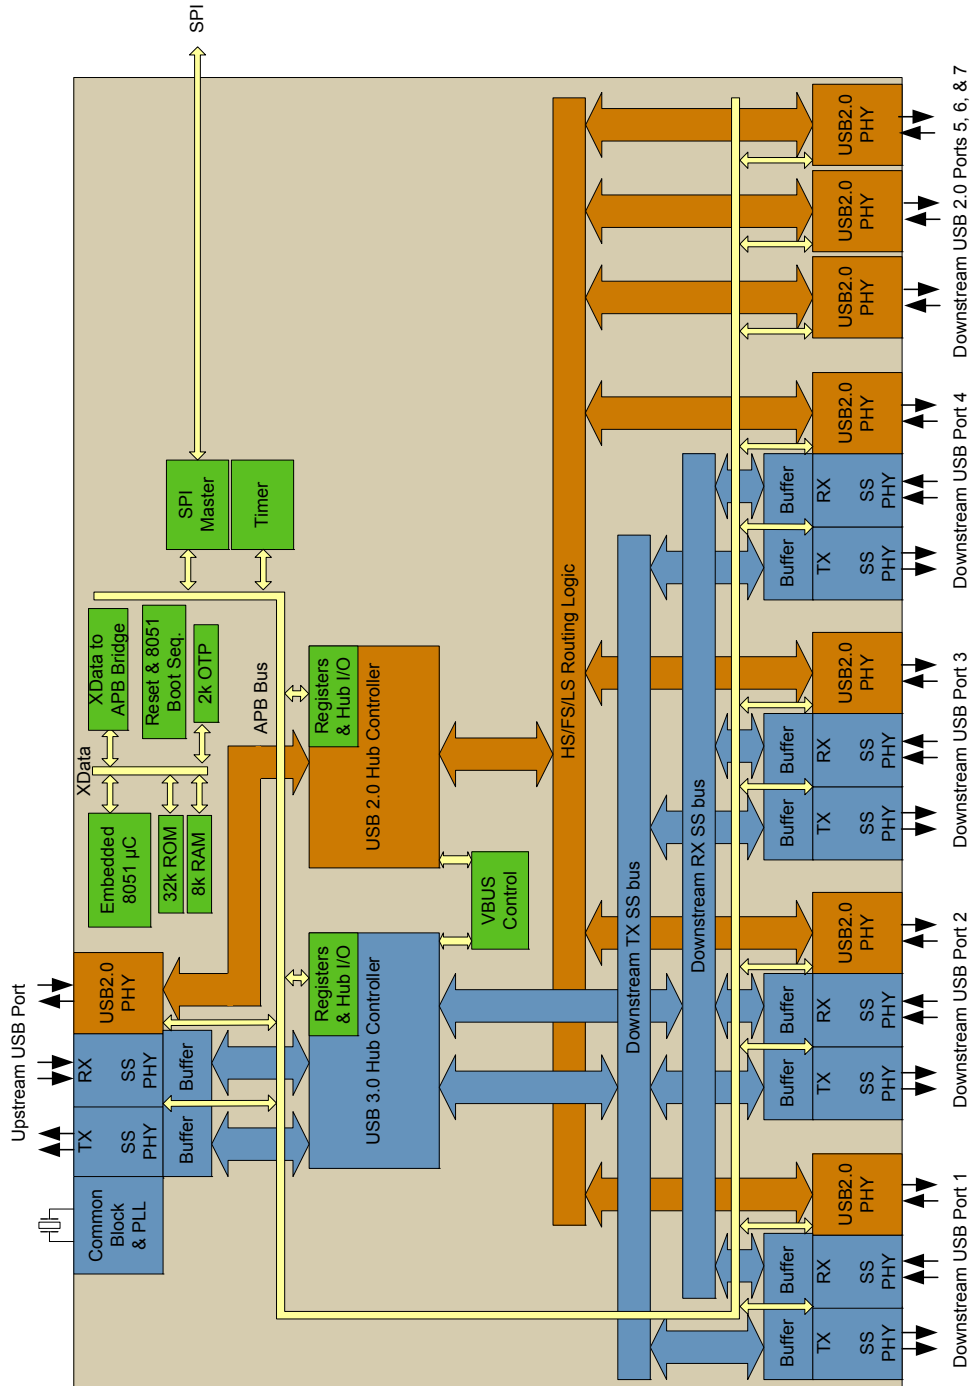 Upstream USB Port
SPI
Common
Block
& PLL
TX
SS
PHY
Buffer
RX
SS
PHY
Buffer
USB2.0
PHY
Embedded
8051 µC
32k ROM
8k RAM
XData
XData to
APB Bridge
Reset & 8051
Boot Seq.
2k OTP
SPI
Master
Timer
APB Bus
Registers
& Hub I/O
USB 3.0 Hub Controller
Registers
& Hub I/O
USB 2.0 Hub Controller
VBUS
Control
HS/FS/LS Routing Logic
Downstream TX SS bus
Downstream RX SS bus
Buffer
TX
SS
PHY
Buffer
RX
SS
PHY
USB2.0
PHY
Buffer
TX
SS
PHY
Buffer
RX
SS
PHY
USB2.0
PHY
Buffer
TX
SS
PHY
Buffer
RX
SS
PHY
USB2.0
PHY
Buffer
TX
SS
PHY
Buffer
RX
SS
PHY
USB2.0
PHY
USB2.0
PHY
USB2.0
PHY
USB2.0
PHY
Downstream USB Port 1
Downstream USB Port 2
Downstream USB Port 3
Downstream USB Port 4
Downstream USB 2.0 Ports 5, 6, & 7